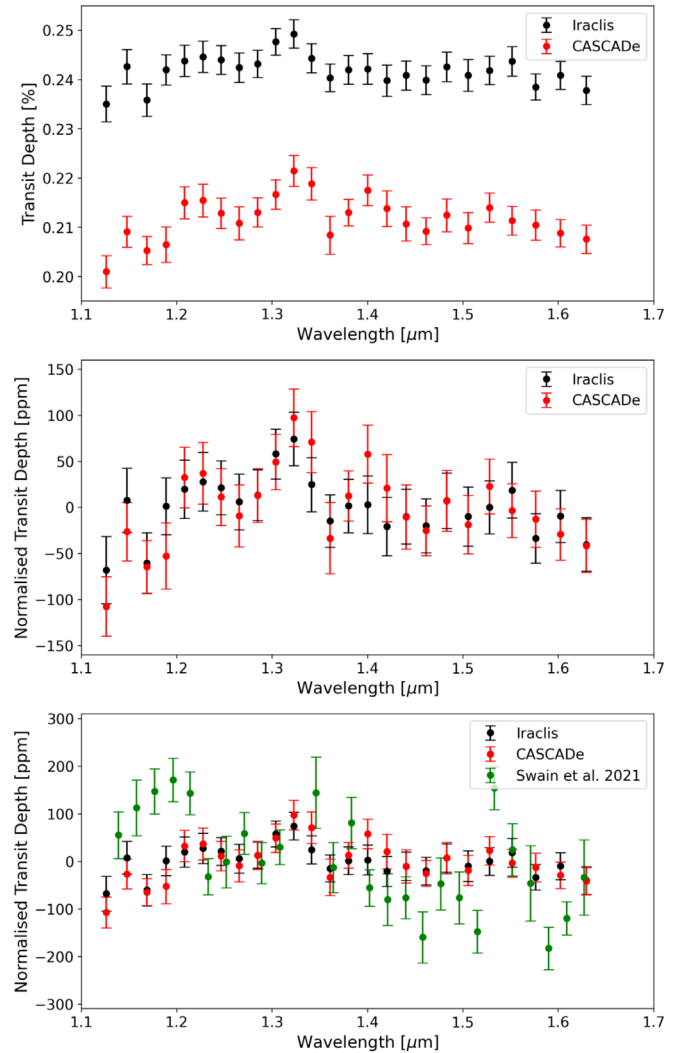 0.25
0.24
0.23
0.22
0.21
0.20
Transit Depth [%]
Iraclis
CASCADe
1.1 1.2 1.3 1.4 1.5 1.6 1.7
Wavelength [μm]
150
100
50
0
−50
−100
−150
Normalised Transit Depth [ppm]
Iraclis
CASCADe
1.1 1.2 1.3 1.4 1.5 1.6 1.7
Wavelength [μm]
300
200
100
0
−100
−200
−300
Normalised Transit Depth [ppm]
Iraclis
CASCADe
Swain et al. 2021
1.1 1.2 1.3 1.4 1.5 1.6 1.7
Wavelength [μm]